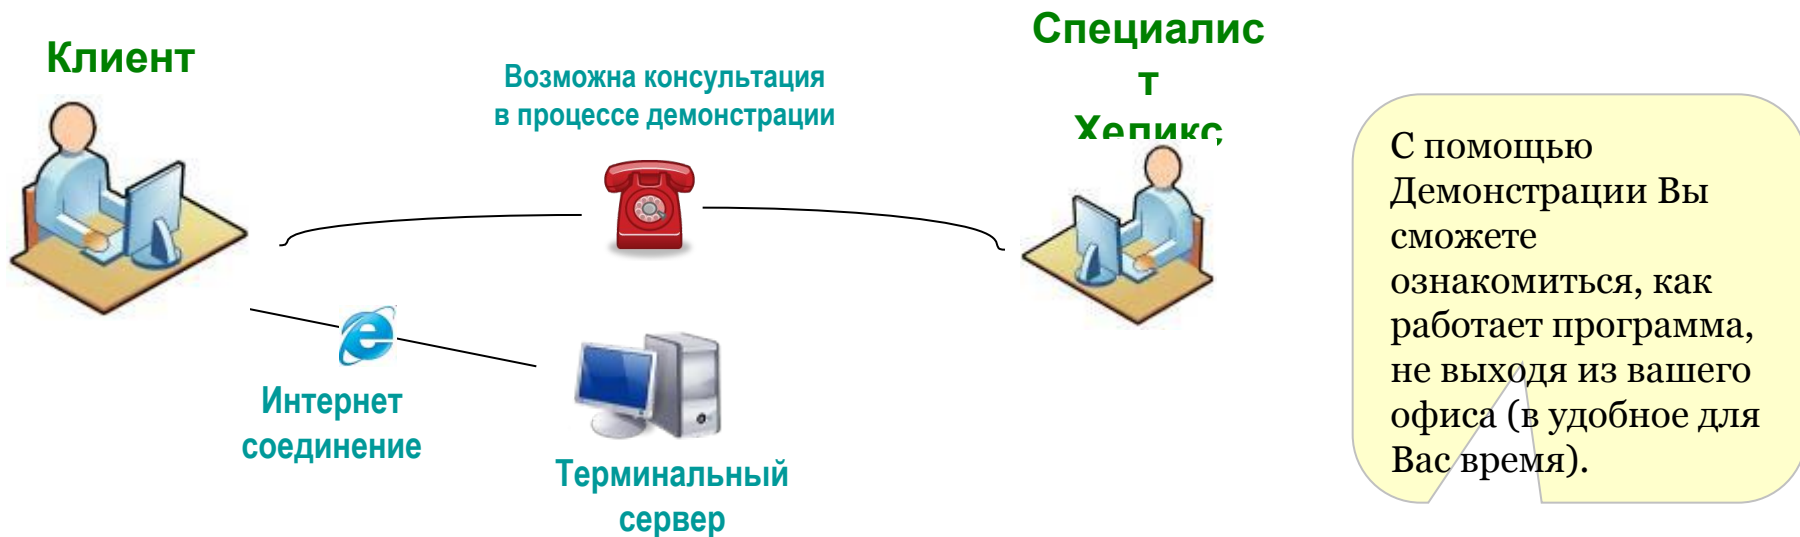 Клиент
Специалис
т
Хеликс
Возможна консультация
в процессе демонстрации
Интернет
соединение
Терминальный
сервер
С помощью
Демонстрации Вы
сможете
ознакомиться, как
работает программа,
не выходя из вашего
офиса (в удобное для
Вас время).